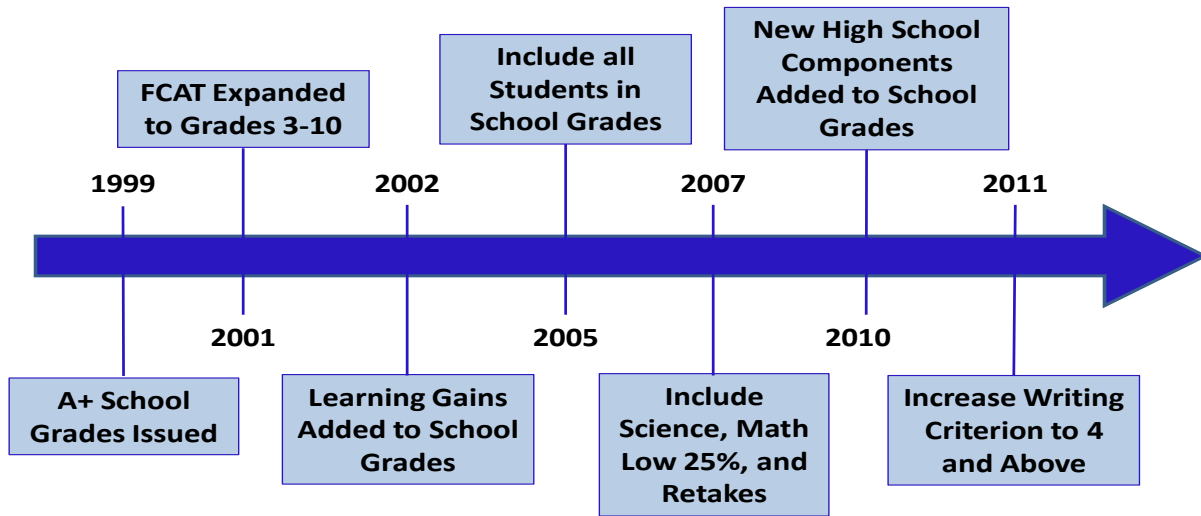 New High School
Components
Added to School
Grades
Include all
Students in
School Grades
FCAT Expanded
to Grades 3-10
1999
2002
2007
2011
2001
2005
2010
A+ School
Grades Issued
Learning Gains
Added to School
Grades
Include
Science, Math
Low 25%, and
Retakes
Increase Writing
Criterion to 4
and Above